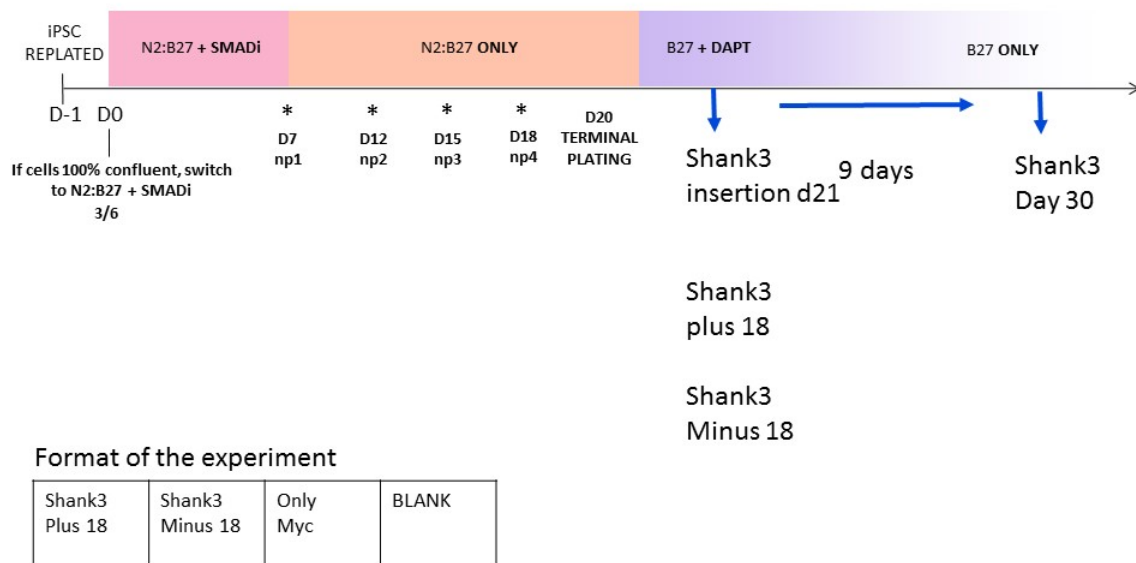 iPSC
REPLATED
N2:B27 + SMADi
N2:B27 ONLY
B27 + DAPT
B27 ONLY
D-1
D0
If cells 100% confluent, switch
to N2:B27 + SMADi
3/6
*
D7
np1
*
D12
np2
*
D15
np3
*
D18
np4
D20
TERMINAL
PLATING
Shank3
insertion d21
9 days
Shank3
Day 30
Shank3
plus 18
Shank3
Minus 18
Format of the experiment
Shank3
Plus 18
Shank3
Minus 18
Only
Myc
BLANK